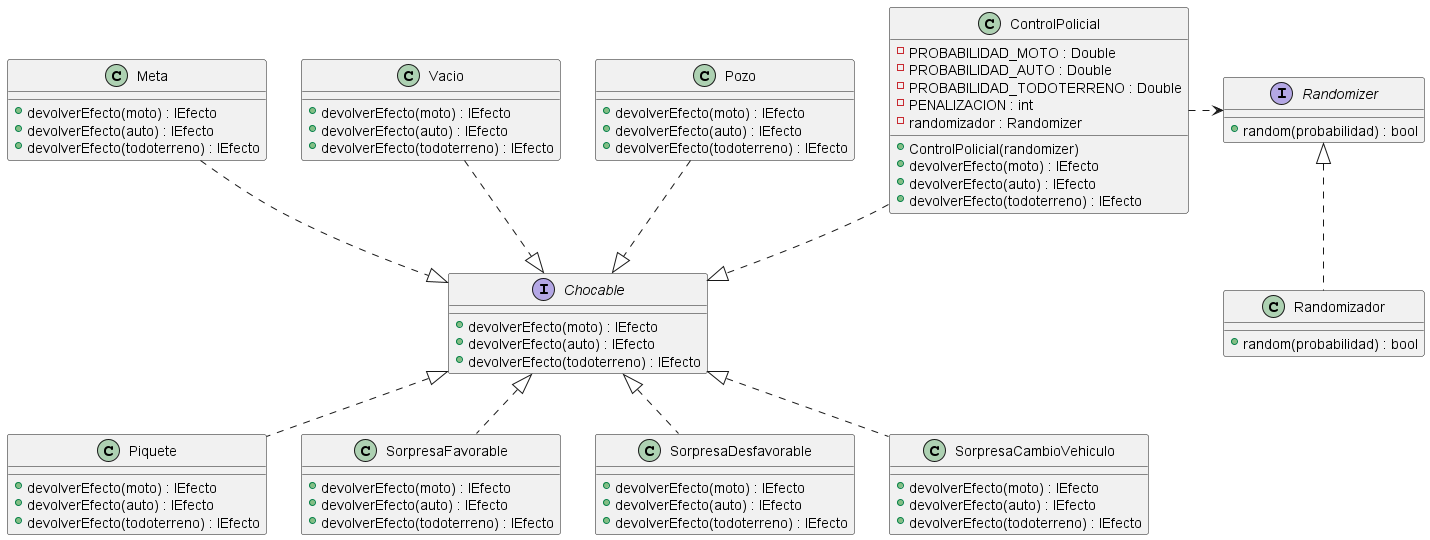 C Meta
devolverEfecto(moto) : IEfecto
devolverEfecto(auto) : IEfecto
devolverEfecto(todoterreno) : IEfecto
C Vacio
devolverEfecto(moto) : IEfecto
devolverEfecto(auto) : IEfecto
devolverEfecto(todoterreno) : IEfecto
C Pozo
devolverEfecto(moto) : IEfecto
devolverEfecto(auto) : IEfecto
devolverEfecto(todoterreno) : IEfecto
C ControlPolicial
PROBABILIDAD_MOTO : Double
PROBABILIDAD_AUTO : Double
PROBABILIDAD_TODOTERRENO : Double
PENALIZACION : int
randomizador : Randomizer
ControlPolicial(randomizer)
devolverEfecto(moto) : IEfecto
devolverEfecto(auto) : IEfecto
devolverEfecto(todoterreno) : IEfecto
I Randomizer
random(probabilidad) : bool
I Chocable
devolverEfecto(moto) : IEfecto
devolverEfecto(auto) : IEfecto
devolverEfecto(todoterreno) : IEfecto
C Randomizador
random(probabilidad) : bool
C Piquete
devolverEfecto(moto) : IEfecto
devolverEfecto(auto) : IEfecto
devolverEfecto(todoterreno) : IEfecto
C SorpresaFavorable
devolverEfecto(moto) : IEfecto
devolverEfecto(auto) : IEfecto
devolverEfecto(todoterreno) : IEfecto
C SorpresaDesfavorable
devolverEfecto(moto) : IEfecto
devolverEfecto(auto) : IEfecto
devolverEfecto(todoterreno) : IEfecto
C SorpresaCambioVehiculo
devolverEfecto(moto) : IEfecto
devolverEfecto(auto) : IEfecto
devolverEfecto(todoterreno) : IEfecto